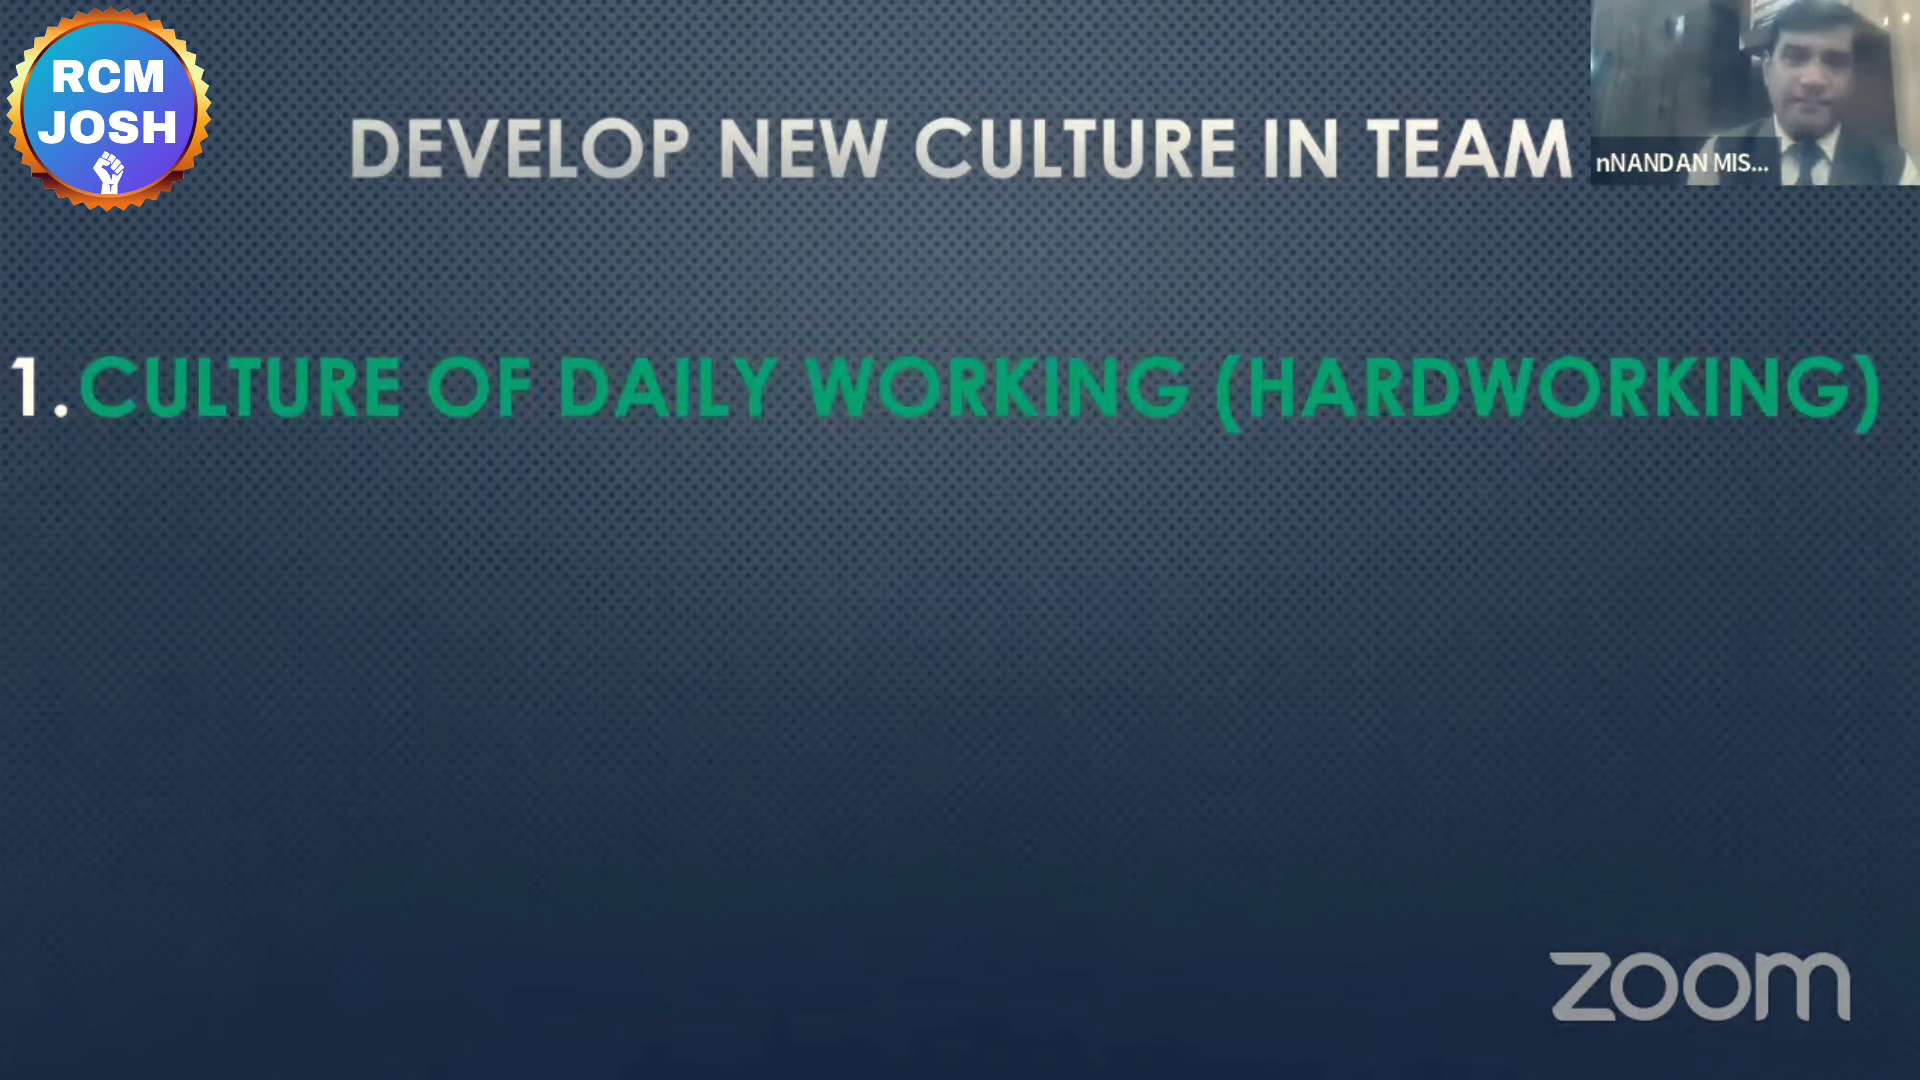 RCM
JOSH
DEVELOP NEW CULTURE IN TEAM
nNANDAN MIS...
1. CULTURE OF DAILY WORKING (HARDWORKING)
zoom